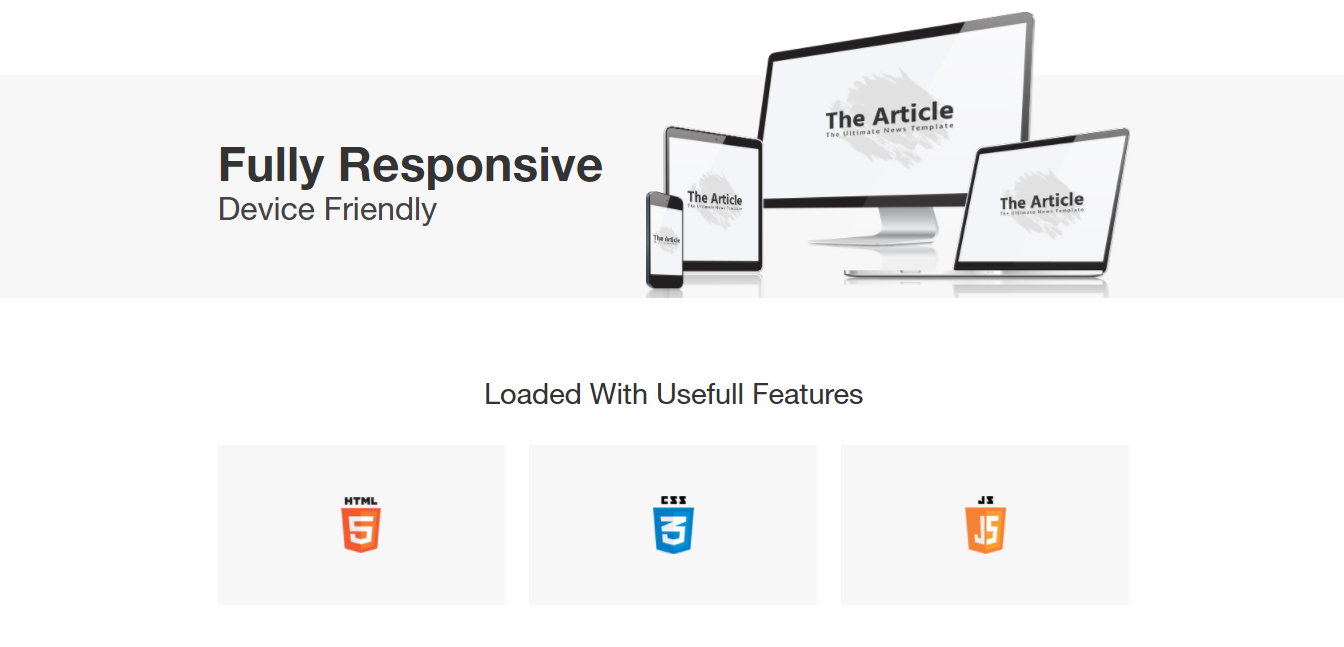 The Article
The Ultimate News Template
Fully Responsive
Device Friendly
The Article
The Ultimate News Template
The Article
The Ultimate News Template
The Article
Loaded With Usefull Features
HTML
5
CSS
3
JS
JS